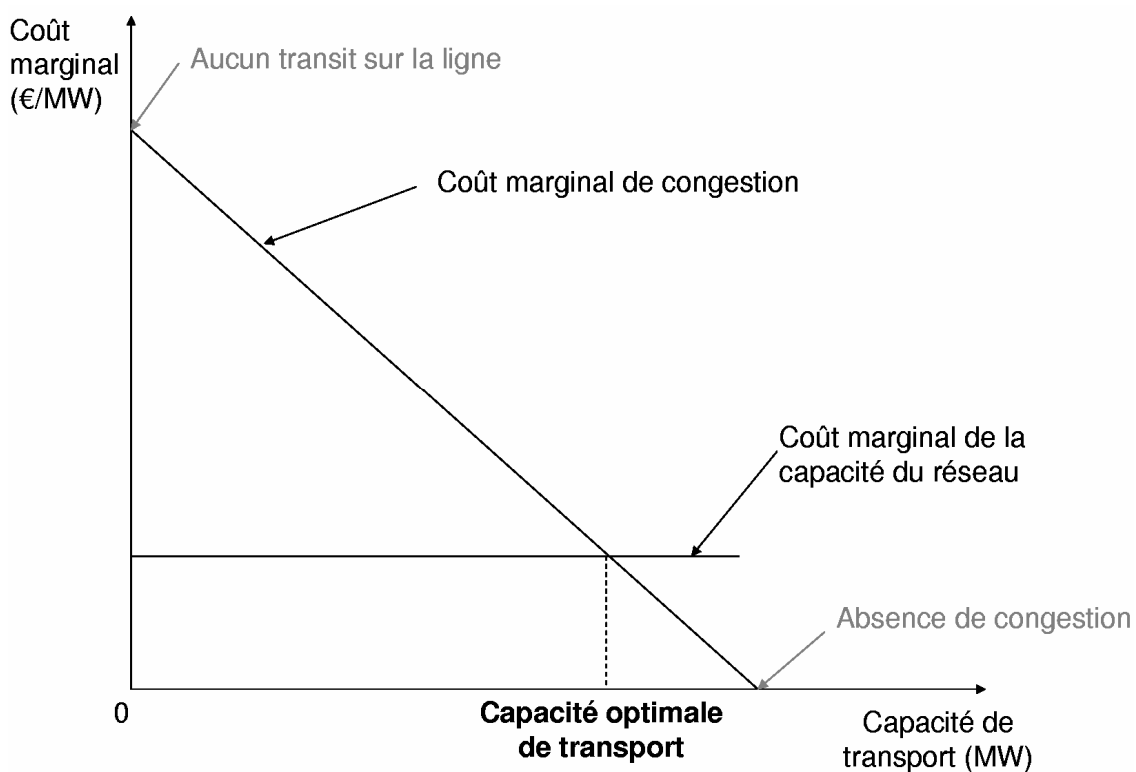 Coût
marginal
(€/MW)
Aucun transit sur la ligne
Coût marginal de congestion
Coût marginal de la
capacité du réseau
Absence de congestion
0
Capacité optimale
de transport
Capacité de
transport (MW)